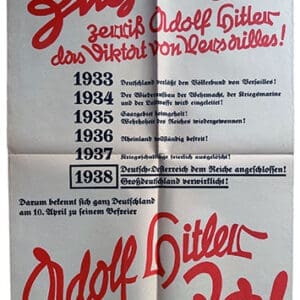 zerriß Adolf Hitler
das Diktat von Versailles!
1933 Deutschland verläßt den Völkerbund von Versailles!
1934 Der Wiederaufbau der Wehrmacht, der Kriegsmarine
und der Luftwaffe wird eingeleitet!
1935 Saargebiet heimgeholt!
Wehrhoheit des Reiches wiedergewonnen!
1936 Rheinland vollständig befreit!
1937 Kriegsschuldlüge feierlich ausgelöscht!
1938 Deutsch-Oesterreich dem Reiche angeschlossen!
Großdeutschland verwirklicht!
Darum bekennt sich ganz Deutschland
am 10. April zu seinem Befreier
Adolf Hitler